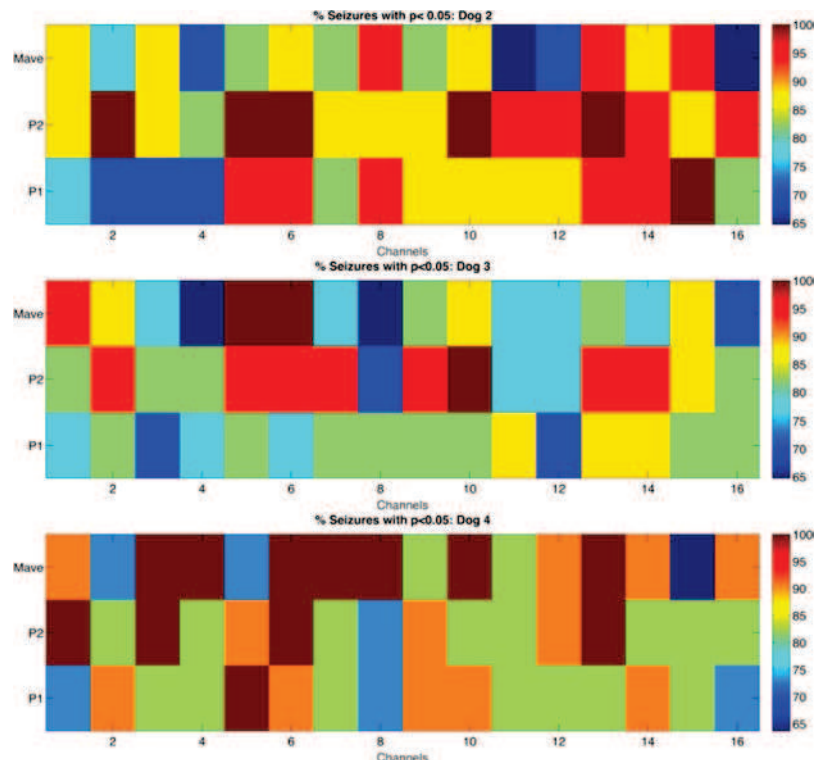 % Seizures with p< 0.05: Dog 2
Mave
P2
P1
2 4 6 8 10 12 14 16
Channels
100
95
90
85
80
75
70
65
% Seizures with p<0.05: Dog 3
Mave
P2
P1
2 4 6 8 10 12 14 16
Channels
100
95
90
85
80
75
70
65
% Seizures with p<0.05: Dog 4
Mave
P2
P1
2 4 6 8 10 12 14 16
100
95
90
85
80
75
70
65